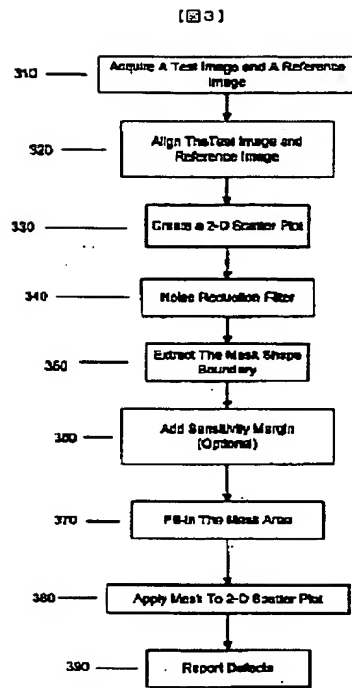 [図3]
310
Acquire A Test Image and A Reference
Image
320
Align TheTest Image and
Reference Image
330
Create a 2-D Scatter Plot
340
Noise Reduction Filter
350
Extract The Mask Shape
Boundary
360
Add Sensitivity Margin
(Optional)
370
Fill-In The Mask Area
380
Apply Mask To 2-D Scatter Plot
390
Report Defects